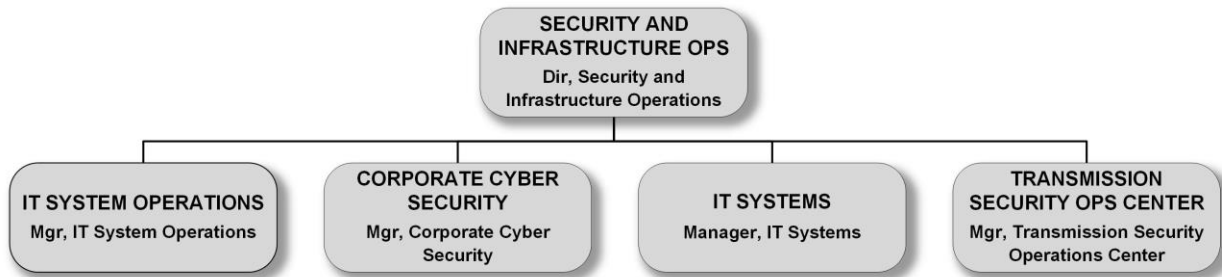 SECURITY AND
INFRASTRUCTURE OPS
Dir, Security and
Infrastructure Operations
IT SYSTEM OPERATIONS
Mgr, IT System Operations
CORPORATE CYBER
SECURITY
Mgr, Corporate Cyber
Security
IT SYSTEMS
Manager, IT Systems
TRANSMISSION
SECURITY OPS CENTER
Mgr, Transmission Security
Operations Center